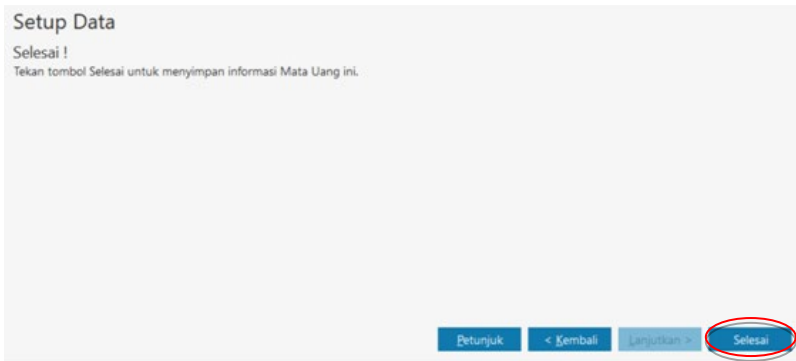 Setup Data
Selesai !
Tekan tombol Selesai untuk menyimpan informasi Mata Uang ini.
Petunjuk < Kembali Lanjutkan > Selesai